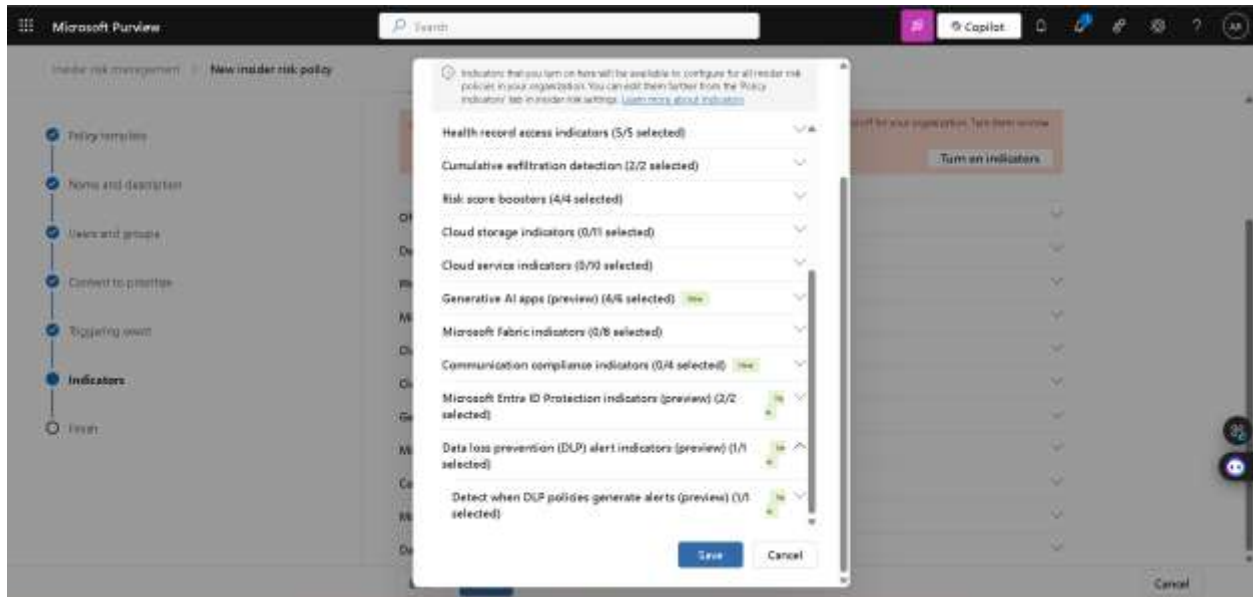 Microsoft Purview
Search
Copilot
?
AR
Insider risk management
New insider risk policy
Policy template
Name and description
Users and groups
Content to prioritize
Triggering event
Indicators
Finish
Indicators that you turn on here will be available to configure for all insider risk
policies in your organization. You can edit them further from the 'Policy
indicators' tab in insider risk settings. Learn more about indicators
Turn on indicators
Health record access indicators (5/5 selected)
Cumulative exfiltration detection (2/2 selected)
Risk score boosters (4/4 selected)
Cloud storage indicators (0/11 selected)
Cloud service indicators (0/10 selected)
Generative AI apps (preview) (4/6 selected) New
Microsoft Fabric indicators (0/8 selected)
Communication compliance indicators (0/4 selected) New
Microsoft Entra ID Protection indicators (preview) (2/2
selected)
Data loss prevention (DLP) alert indicators (preview) (1/1
selected)
Detect when DLP policies generate alerts (preview) (1/1
selected)
Save
Cancel
Cancel